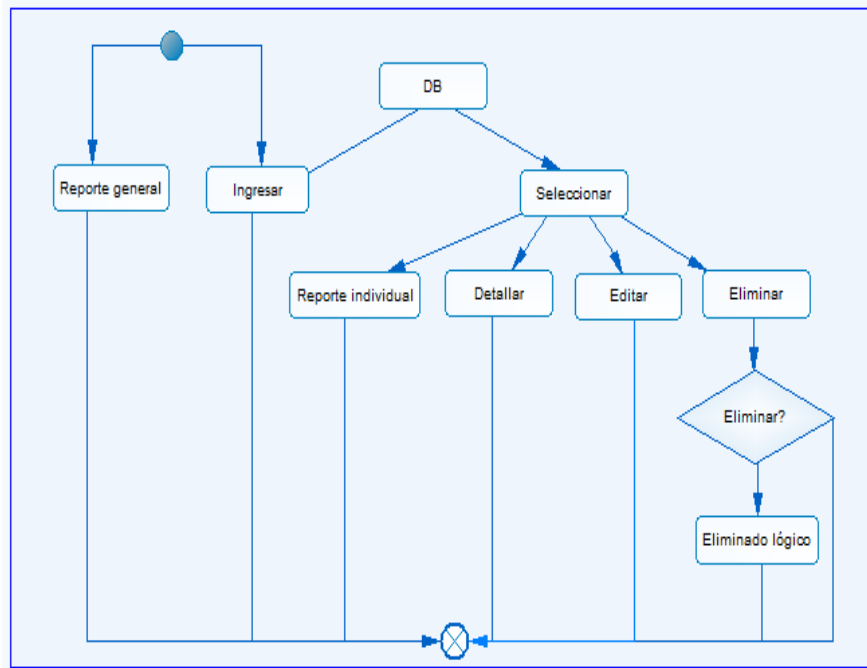 DB
Reporte general
Ingresar
Seleccionar
Reporte individual
Detallar
Editar
Eliminar
Eliminar?
Eliminado lógico